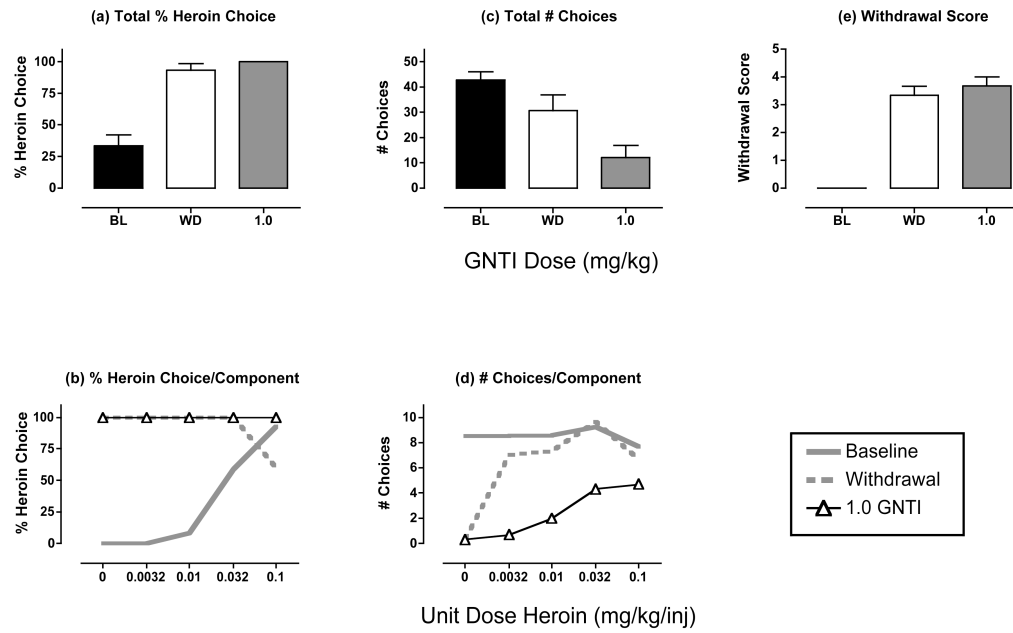 (a) Total % Heroin Choice
% Heroin Choice
100
75
50
25
0
BL WD 1.0
(c) Total # Choices
# Choices
50
40
30
20
10
0
BL WD 1.0
(e) Withdrawal Score
Withdrawal Score
5
4
3
2
1
0
BL WD 1.0
GNTI Dose (mg/kg)
(b) % Heroin Choice/Component
% Heroin Choice
100
75
50
25
0
0 0.0032 0.01 0.032 0.1
(d) # Choices/Component
# Choices
10
8
6
4
2
0
0 0.0032 0.01 0.032 0.1
Baseline
Withdrawal
1.0 GNTI
Unit Dose Heroin (mg/kg/inj)